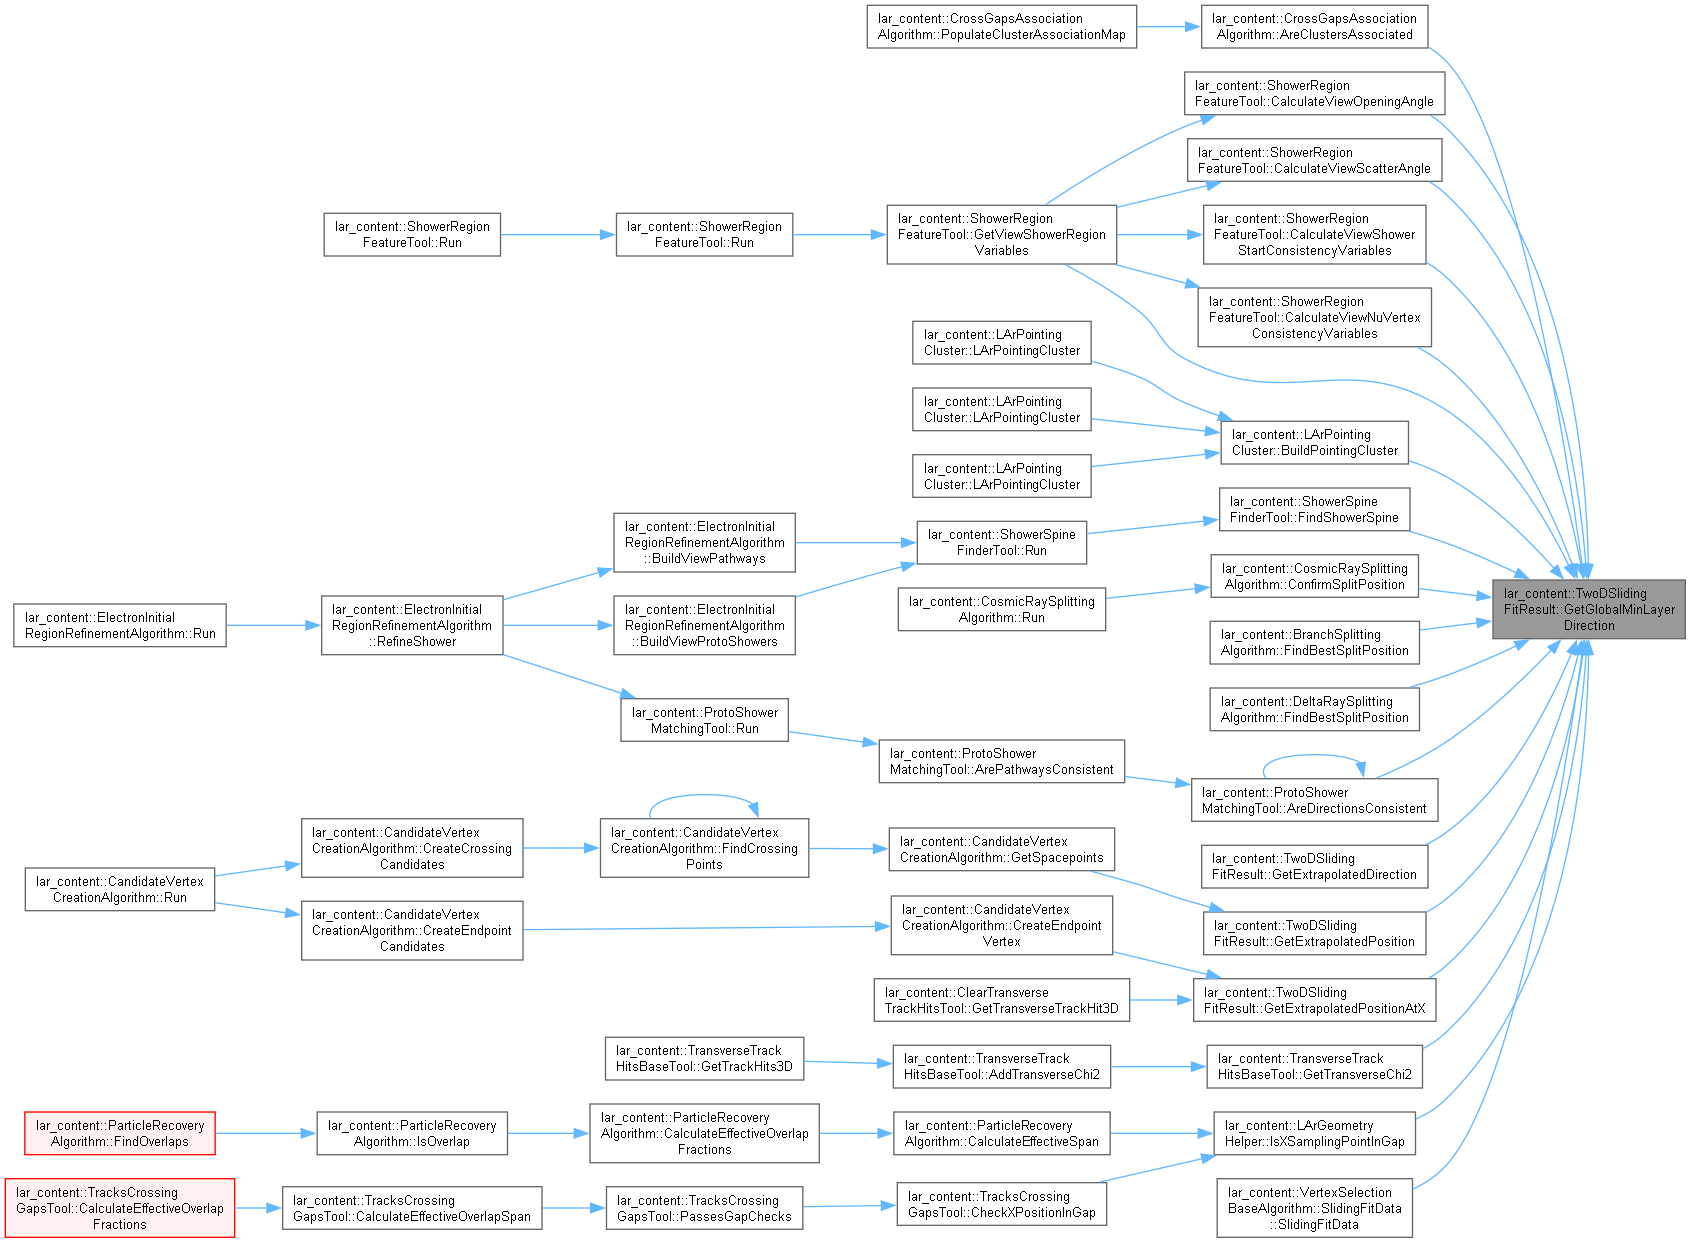 lar_content::CrossGapsAssociation
Algorithm::PopulateClusterAssociationMap
lar_content::CrossGapsAssociation
Algorithm::AreClustersAssociated
lar_content::ShowerRegion
FeatureTool::CalculateViewOpeningAngle
lar_content::ShowerRegion
FeatureTool::CalculateViewScatterAngle
lar_content::ShowerRegion
FeatureTool::Run
lar_content::ShowerRegion
FeatureTool::Run
lar_content::ShowerRegion
FeatureTool::GetViewShowerRegion
Variables
lar_content::ShowerRegion
FeatureTool::CalculateViewShower
StartConsistencyVariables
lar_content::ShowerRegion
FeatureTool::CalculateViewNuVertex
ConsistencyVariables
lar_content::LArPointing
Cluster::LArPointingCluster
lar_content::LArPointing
Cluster::LArPointingCluster
lar_content::LArPointing
Cluster::BuildPointingCluster
lar_content::LArPointing
Cluster::LArPointingCluster
lar_content::ShowerSpine
FinderTool::FindShowerSpine
lar_content::ElectronInitial
RegionRefinementAlgorithm
::BuildViewPathways
lar_content::ShowerSpine
FinderTool::Run
lar_content::CosmicRaySplitting
Algorithm::ConfirmSplitPosition
lar_content::TwoDSliding
FitResult::GetGlobalMinLayer
Direction
lar_content::ElectronInitial
RegionRefinementAlgorithm::Run
lar_content::ElectronInitial
RegionRefinementAlgorithm
::RefineShower
lar_content::ElectronInitial
RegionRefinementAlgorithm
::BuildViewProtoShowers
lar_content::CosmicRaySplitting
Algorithm::Run
lar_content::BranchSplitting
Algorithm::FindBestSplitPosition
lar_content::DeltaRaySplitting
Algorithm::FindBestSplitPosition
lar_content::ProtoShower
MatchingTool::Run
lar_content::ProtoShower
MatchingTool::ArePathwaysConsistent
lar_content::ProtoShower
MatchingTool::AreDirectionsConsistent
lar_content::CandidateVertex
CreationAlgorithm::CreateCrossing
Candidates
lar_content::CandidateVertex
CreationAlgorithm::FindCrossing
Points
lar_content::CandidateVertex
CreationAlgorithm::GetSpacepoints
lar_content::TwoDSliding
FitResult::GetExtrapolatedDirection
lar_content::CandidateVertex
CreationAlgorithm::Run
lar_content::CandidateVertex
CreationAlgorithm::CreateEndpoint
Candidates
lar_content::CandidateVertex
CreationAlgorithm::CreateEndpoint
Vertex
lar_content::TwoDSliding
FitResult::GetExtrapolatedPosition
lar_content::ClearTransverse
TrackHitsTool::GetTransverseTrackHit3D
lar_content::TwoDSliding
FitResult::GetExtrapolatedPositionAtX
lar_content::TransverseTrack
HitsBaseTool::GetTrackHits3D
lar_content::TransverseTrack
HitsBaseTool::AddTransverseChi2
lar_content::TransverseTrack
HitsBaseTool::GetTransverseChi2
lar_content::ParticleRecovery
Algorithm::FindOverlaps
lar_content::ParticleRecovery
Algorithm::IsOverlap
lar_content::ParticleRecovery
Algorithm::CalculateEffectiveOverlap
Fractions
lar_content::ParticleRecovery
Algorithm::CalculateEffectiveSpan
lar_content::LArGeometry
Helper::IsXSamplingPointInGap
lar_content::TracksCrossing
GapsTool::CalculateEffectiveOverlap
Fractions
lar_content::TracksCrossing
GapsTool::CalculateEffectiveOverlapSpan
lar_content::TracksCrossing
GapsTool::PassesGapChecks
lar_content::TracksCrossing
GapsTool::CheckXPositionInGap
lar_content::VertexSelection
BaseAlgorithm::SlidingFitData
::SlidingFitData